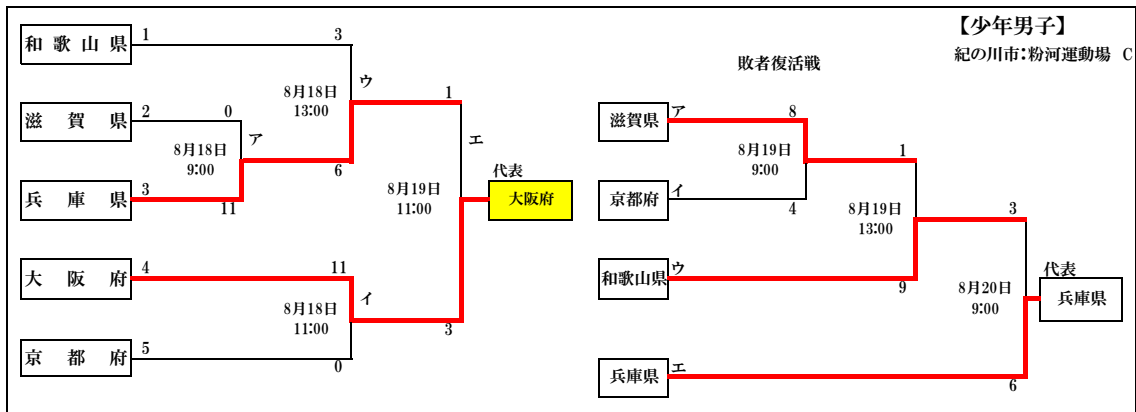 【少年男子】
紀の川市：粉河運動場 C
和歌山県
1
3
8月18日
13:00
ウ
滋賀県
2
0
8月18日
9:00
ア
兵庫県
3
11
6
1
エ
8月19日
11:00
代表
大阪府
大阪府
4
11
8月18日
11:00
イ
3
京都府
5
0
敗者復活戦
滋賀県
ア
8
8月19日
9:00
1
京都府
イ
4
8月19日
13:00
3
和歌山県
ウ
9
8月20日
9:00
代表
兵庫県
兵庫県
エ
6